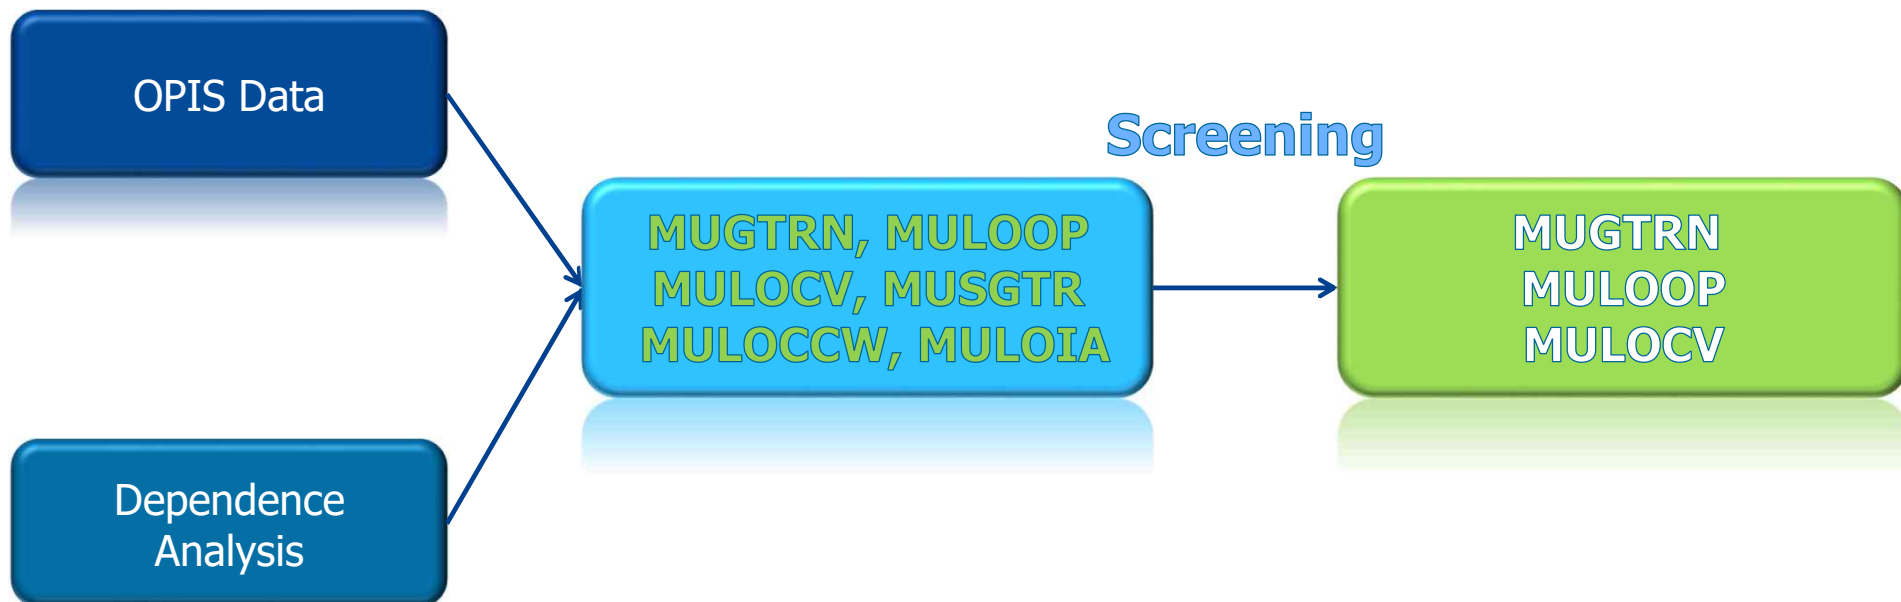 OPIS Data
Screening
MUGTRN, MULOOP
MULOCV, MUSGTR
MULOCCW, MULOIA
MUGTRN
MULOOP
MULOCV
Dependence
Analysis